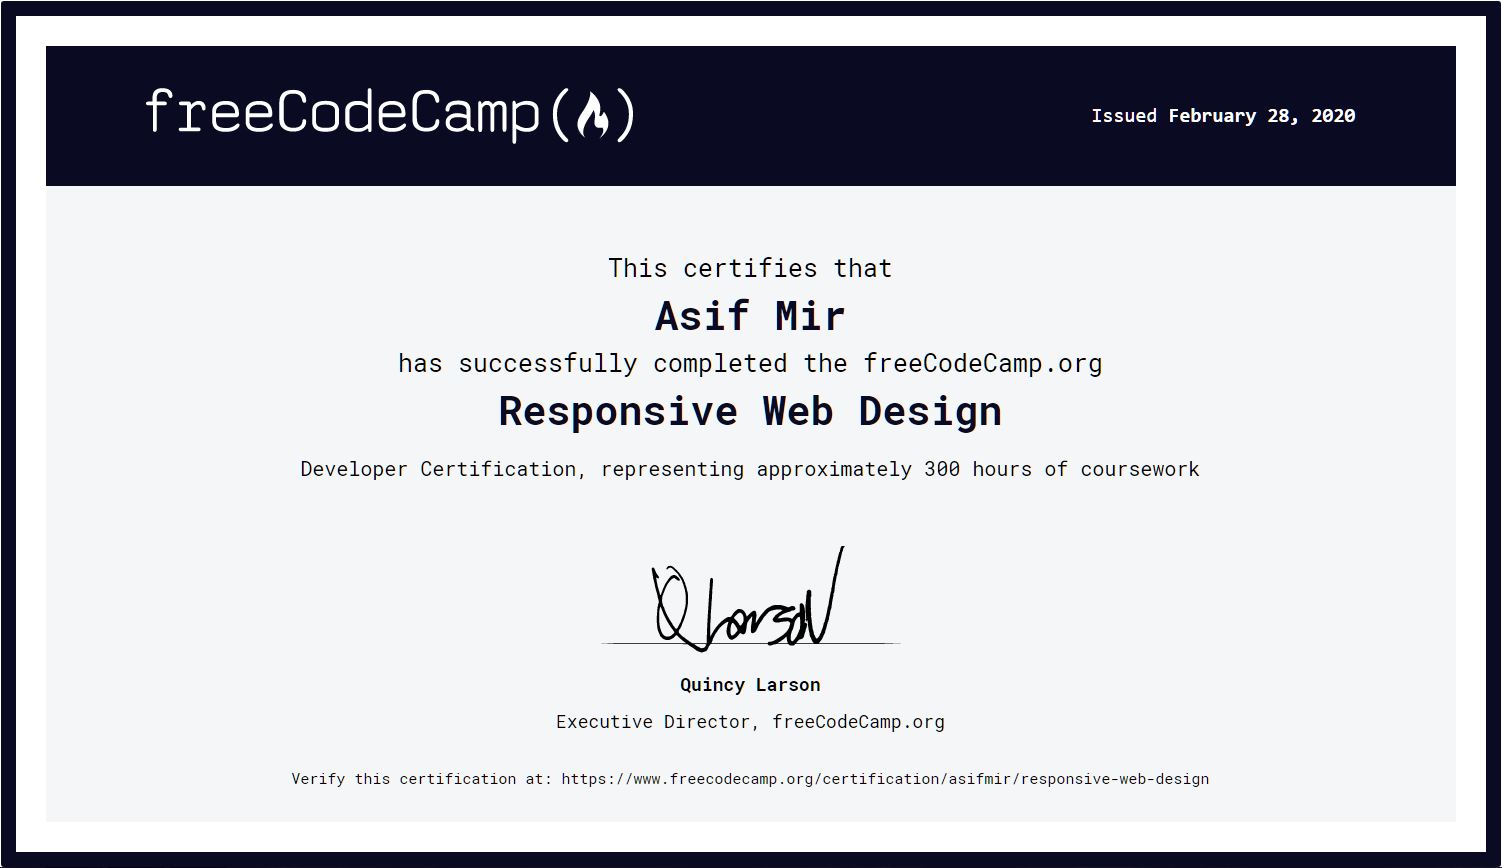 freeCodeCamp()
Issued February 28, 2020
This certifies that
Asif Mir
has successfully completed the freeCodeCamp.org
Responsive Web Design
Developer Certification, representing approximately 300 hours of coursework
Q Larson
Quincy Larson
Executive Director, freeCodeCamp.org
Verify this certification at: https://www.freecodecamp.org/certification/asifmir/responsive-web-design